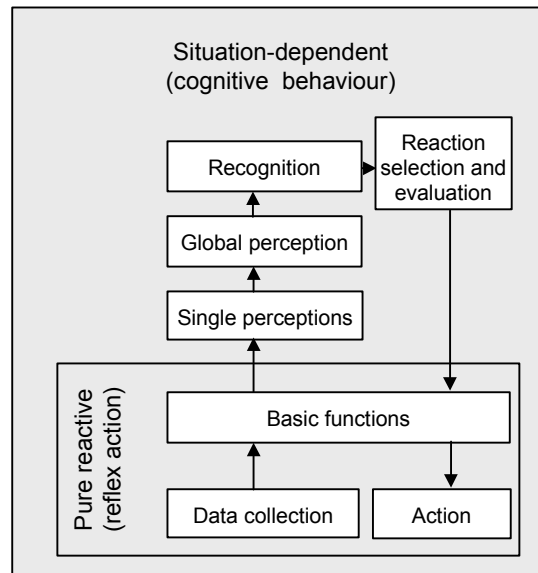 Situation-dependent
(cognitive behaviour)
Reaction
selection and
evaluation
Recognition
Global perception
Single perceptions
Pure reactive
(reflex action)
Basic functions
Data collection
Action